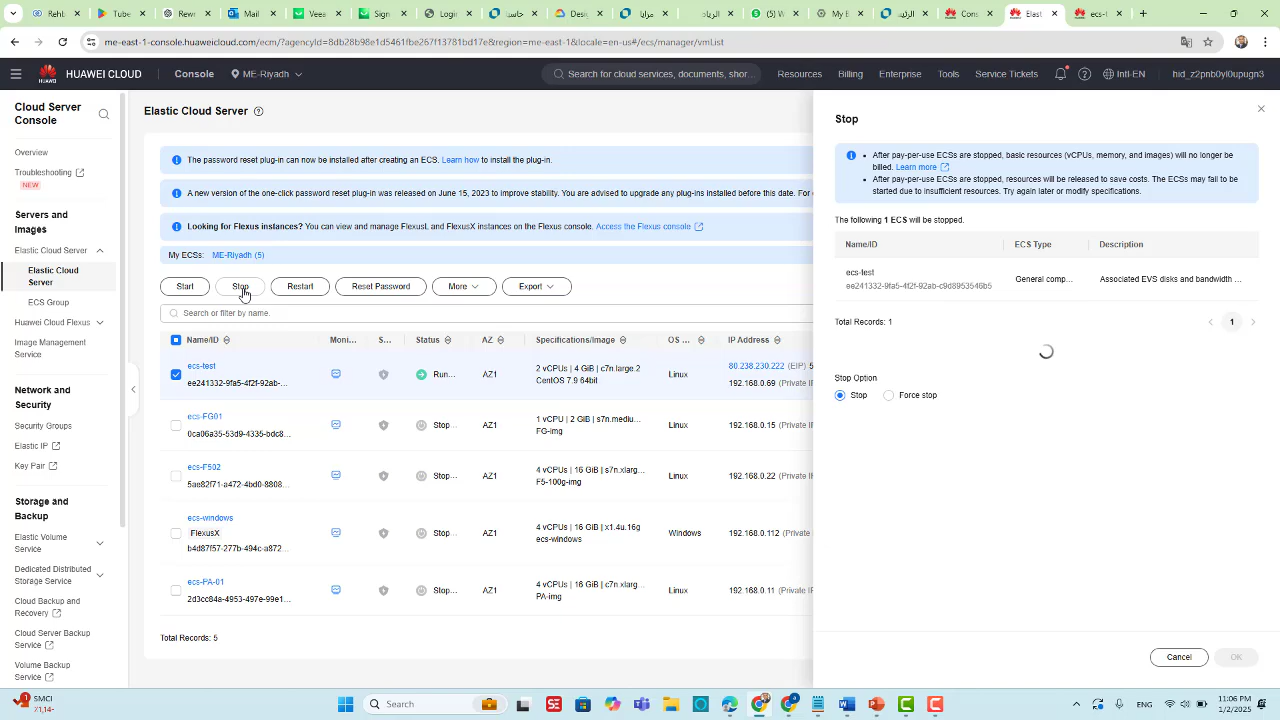 Rehl
Tube
Rewr
Mail
Sign
Login
خاصا
Desi
مرايا
الرياد
(5) W
My E
الرئي
Cons
Elast
ecs-t
me-east-1-console.huaweicloud.com/ecm/?agencyId=8db28b98e1d5461fbe267f13781bd17e&region=me-east-1&locale=en-us#/ecs/manager/vmList
HUAWEI
HUAWEI CLOUD
Console
ME-Riyadh
Search for cloud services, documents, shor...
Resources
Billing
Enterprise
Tools
Service Tickets
Intl-EN
hid_z2pnb0yl0upugn3
Cloud Server
Console
Overview
Troubleshooting
NEW
Servers and
Images
Elastic Cloud Server
Elastic Cloud
Server
ECS Group
Huawei Cloud Flexus
Image Management
Service
Network and
Security
Security Groups
Elastic IP
Key Pair
Storage and
Backup
Elastic Volume
Service
Dedicated Distributed
Storage Service
Cloud Backup and
Recovery
Cloud Server Backup
Service
Volume Backup
Service
Elastic Cloud Server
The password reset plug-in can now be installed after creating an ECS. Learn how to install the plug-in.
A new version of the one-click password reset plug-in was released on June 15, 2023 to improve stability. You are advised to upgrade any plug-ins installed before this date. For
Looking for Flexus instances? You can view and manage FlexusL and FlexusX instances on the Flexus console. Access the Flexus console
My ECSs: ME-Riyadh (5)
Start
Stop
Restart
Reset Password
More
Export
Search or filter by name.
Name/ID
Moni...
S...
Status
AZ
Specifications/Image
OS ...
IP Address
ecs-test
ee241332-9fa5-4f2f-92ab-...
Run...
AZ1
2 vCPUs | 4 GiB | c7n.large.2
CentOS 7.9 64bit
Linux
80.238.230.222 (EIP) 5
192.168.0.69 (Private I
ecs-FG01
0ca06a35-53d9-4335-bdc8...
Stop...
AZ1
1 vCPU | 2 GiB | s7n.mediu...
FG-img
Linux
192.168.0.15 (Private I
ecs-F502
5ae82f71-a472-4bd0-8808...
Stop...
AZ1
4 vCPUs | 16 GiB | s7n.xlarg...
F5-100g-img
Linux
192.168.0.22 (Private I
ecs-windows
FlexusX
b4d87f57-277b-494c-a872...
Stop...
AZ1
4 vCPUs | 16 GiB | x1.4u.16g
ecs-windows
Windows
192.168.0.112 (Private
ecs-PA-01
2d3cc84a-4953-497e-99e1...
Stop...
AZ1
4 vCPUs | 16 GiB | c7n.xlarg...
PA-img
Linux
192.168.0.11 (Private I
Total Records: 5
Stop
After pay-per-use ECSs are stopped, basic resources (vCPUs, memory, and images) will no longer be
billed. Learn more
After pay-per-use ECSs are stopped, resources will be released to save costs. The ECSs may fail to be
started due to insufficient resources. Try again later or modify specifications.
The following 1 ECS will be stopped.
Name/ID
ECS Type
Description
ecs-test
ee241332-9fa5-4f2f-92ab-c9d8953546b5
General comp...
Associated EVS disks and bandwidth ...
Total Records: 1
1
Stop Option
Stop
Force stop
Cancel
OK
1
SMCI
Search
SE
ENG
11:06 PM
1/2/2025